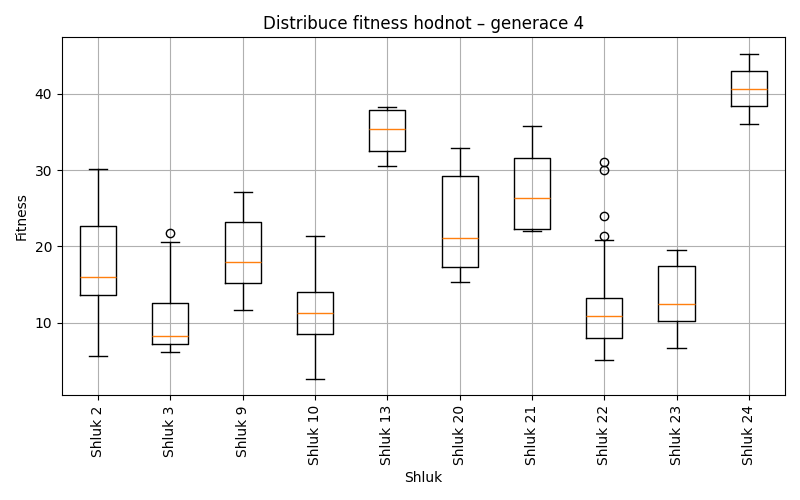 Distribuce fitness hodnot – generace 4
Fitness
40
30
20
10
Shluk 2
Shluk 3
Shluk 9
Shluk 10
Shluk 13
Shluk 20
Shluk 21
Shluk 22
Shluk 23
Shluk 24
Shluk